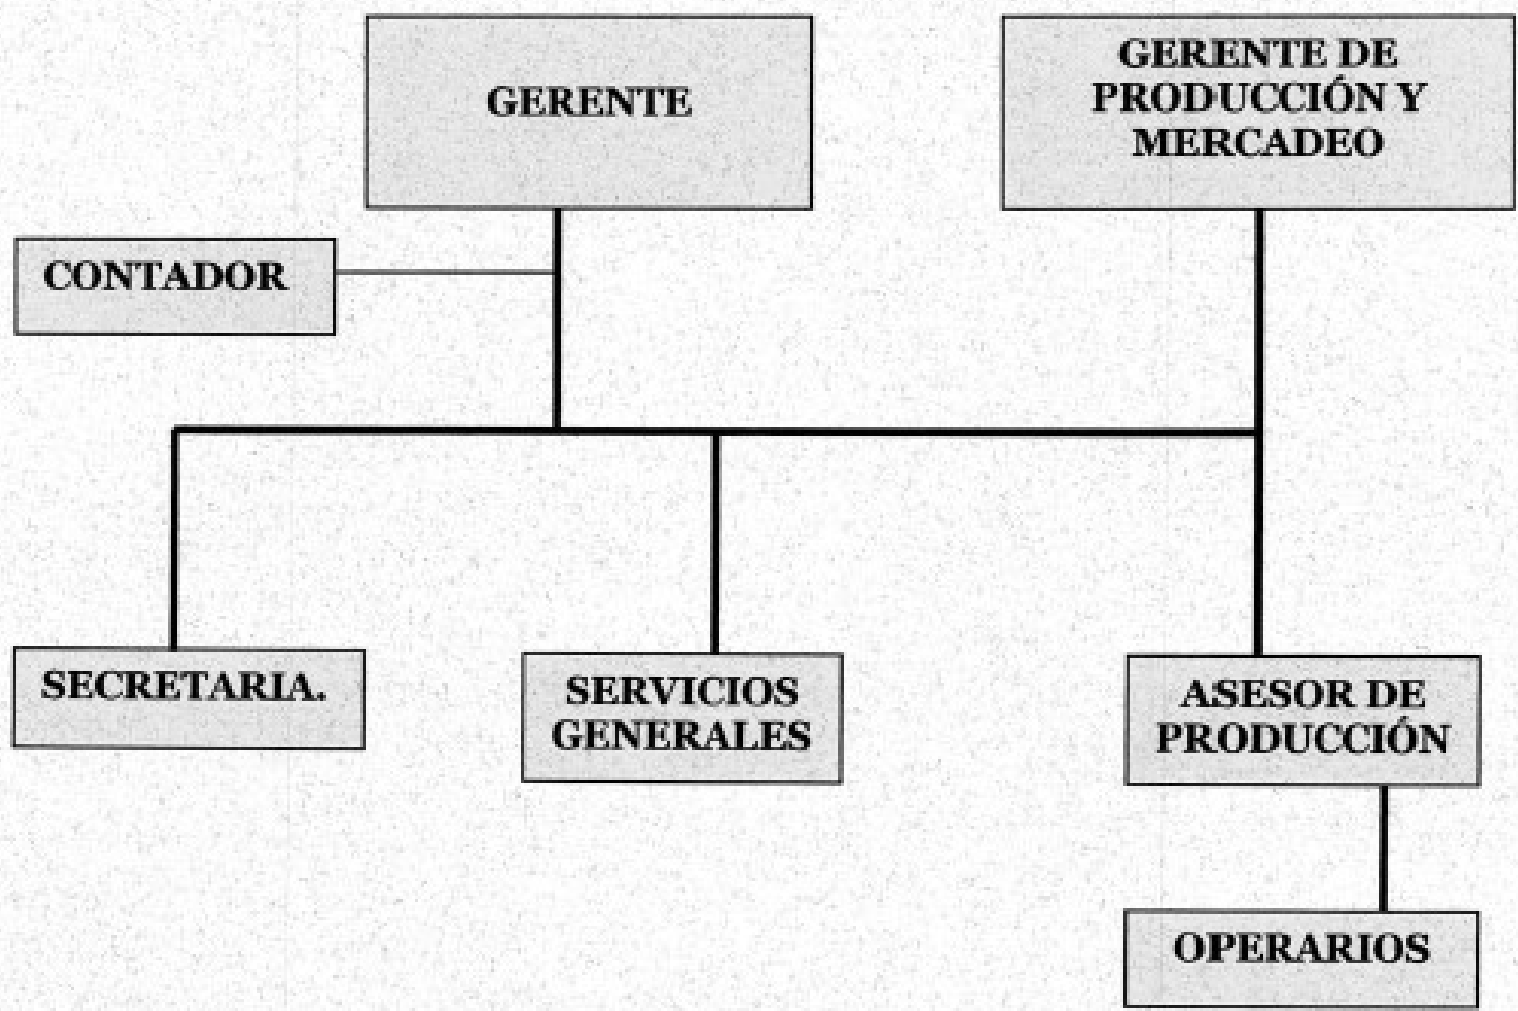 GERENTE
GERENTE DE
PRODUCCIÓN Y
MERCADEO
CONTADOR
SECRETARIA.
SERVICIOS
GENERALES
ASESOR DE
PRODUCCIÓN
OPERARIOS